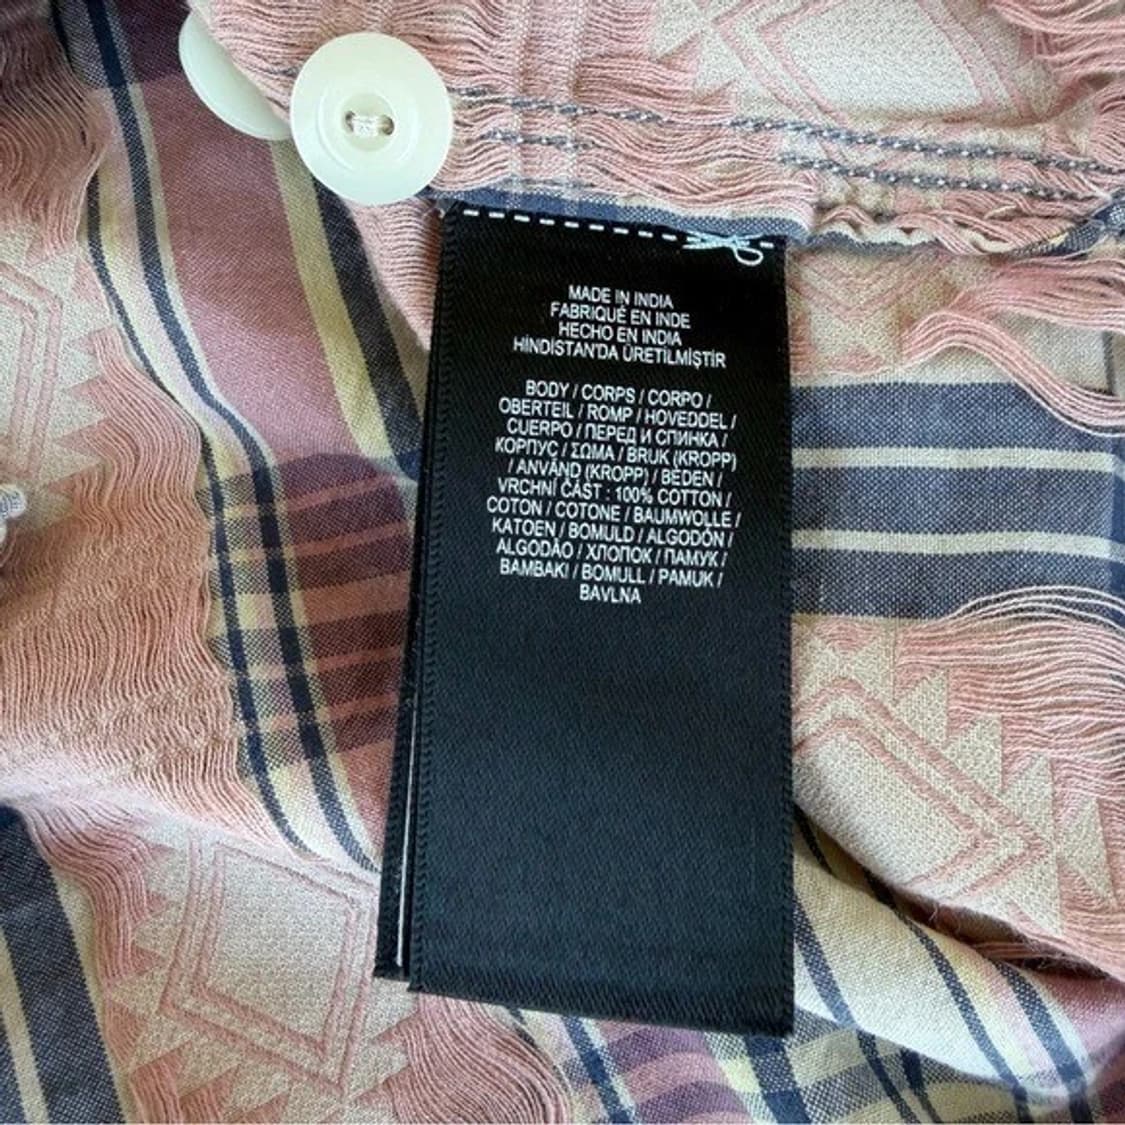 MADE IN INDIA
FABRIQUÉ EN INDE
HECHO EN INDIA
HİNDİSTAN'DA ÜRETİLMİŞTİR
BODY / CORPS / CORPO /
OBERTEIL / ROMP / HOVEDDEL /
CUERPO / ПЕРЕД И СПИНКА /
КОРПУС / ΣΩΜΑ / BRUK (KROPP)
/ ANVÄND (KROPP) / BEDEN /
VRCHNÍ ČÁST : 100% COTTON /
COTON / COTONE / BAUMWOLLE /
KATOEN / BOMULD / ALGODÓN /
ALGODÃO / ХЛОПОК / ПАМУК /
BAMBAKI / BOMULL / PAMUK /
BAVLNA